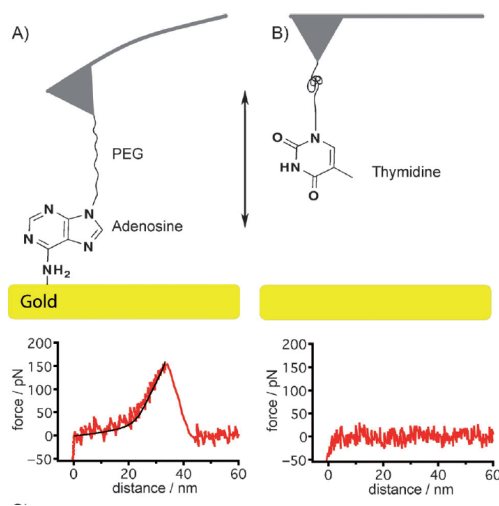 A)
B)
PEG
Adenosine
N
N
N
N
NH2
O
N
HN
O
Thymidine
Gold
200
150
100
50
0
−50
force / pN
0
20
40
60
distance / nm
200
150
100
50
0
−50
force / pN
0
20
40
60
distance / nm